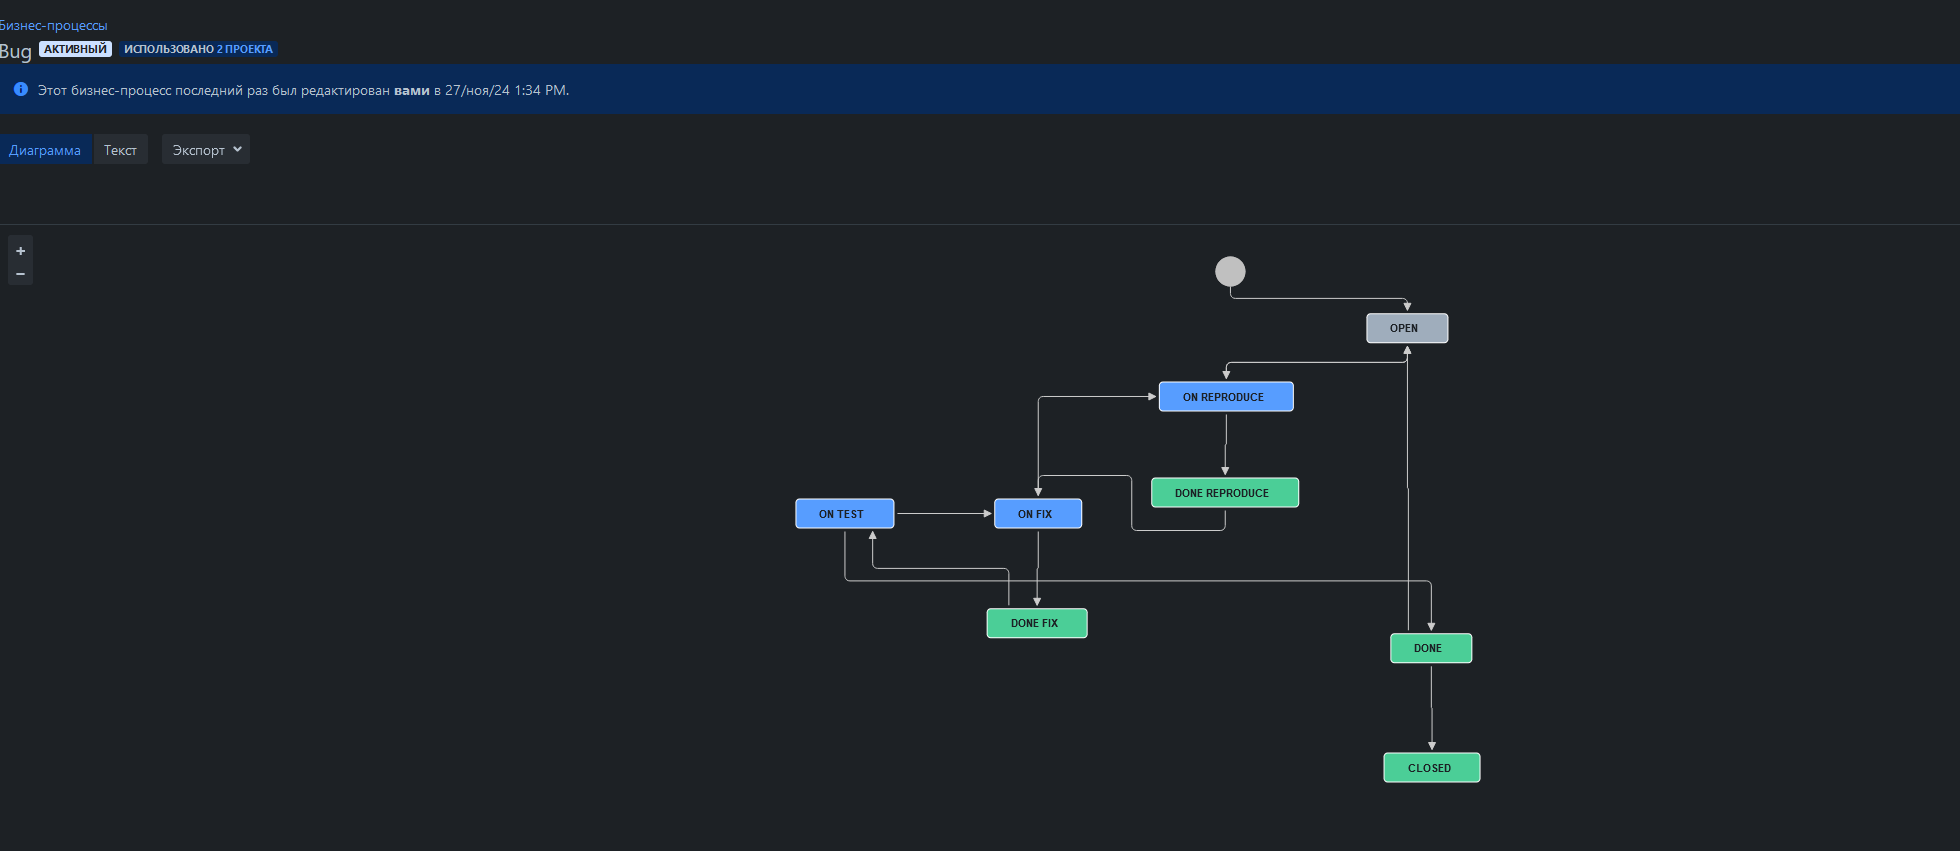 Бизнес-процессы
Bug АКТИВНЫЙ ИСПОЛЬЗОВАНО 2 ПРОЕКТА
Этот бизнес-процесс последний раз был редактирован вами в 27/ноя/24 1:34 PM.
Диаграмма Текст Экспорт
+
−
OPEN
ON REPRODUCE
DONE REPRODUCE
ON TEST
ON FIX
DONE FIX
DONE
CLOSED